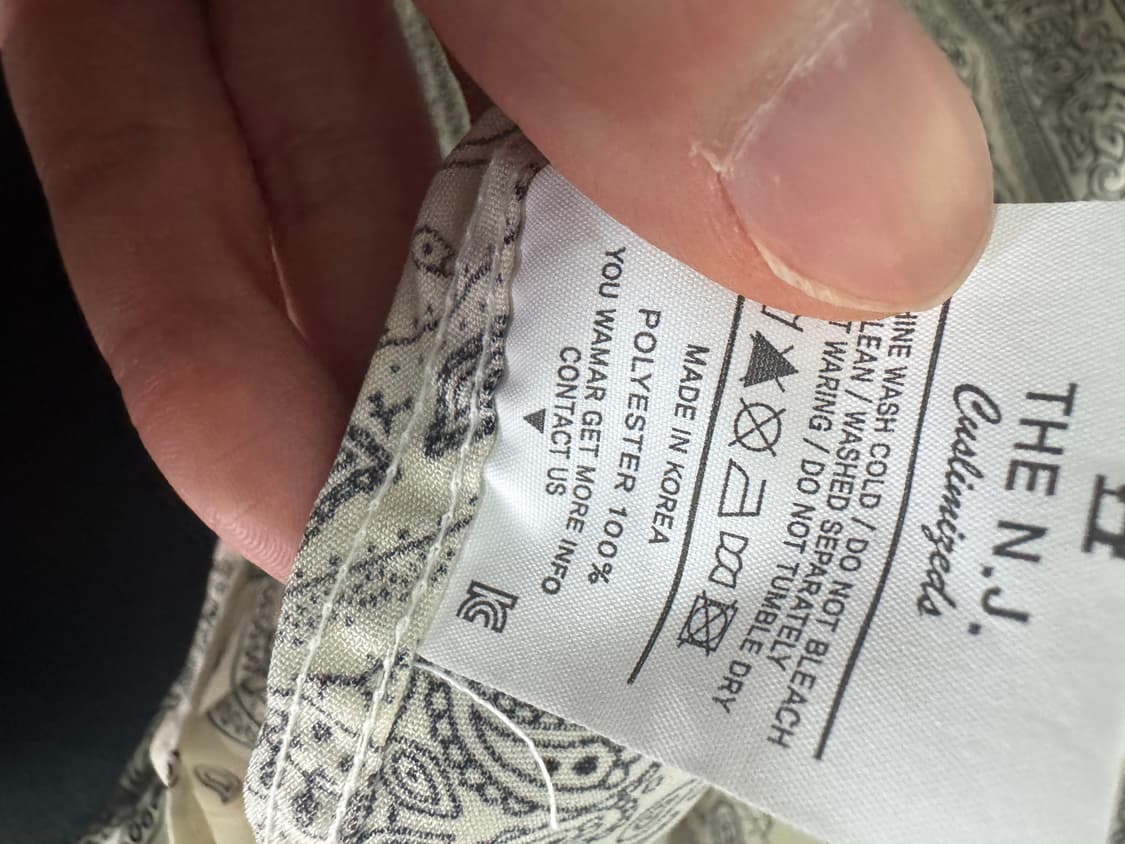 THE N.J.
Cuslimizeds
HINE WASH COLD / DO NOT BLEACH
LEAN / WASHED SEPARATELY
T WARING / DO NOT TUMBLE DRY
MADE IN KOREA
POLYESTER 100%
YOU WAMAR GET MORE INFO
CONTACT US